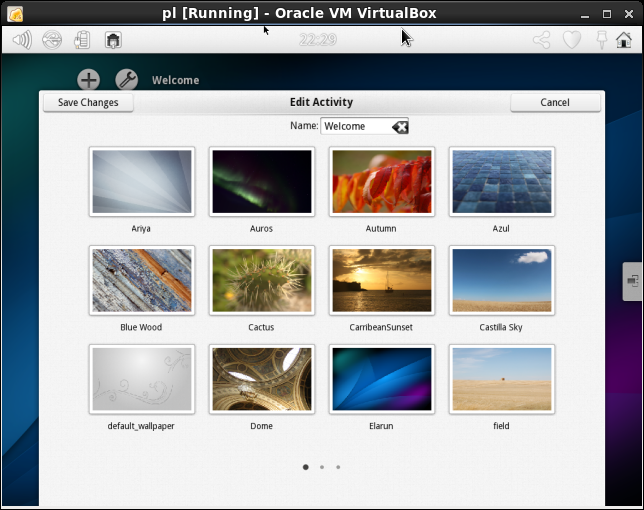 pl [Running] - Oracle VM VirtualBox
22:29
Welcome
Save Changes
Edit Activity
Cancel
Name: Welcome
Ariya
Auros
Autumn
Azul
Blue Wood
Cactus
CarribeanSunset
Castilla Sky
default_wallpaper
Dome
Elarun
field